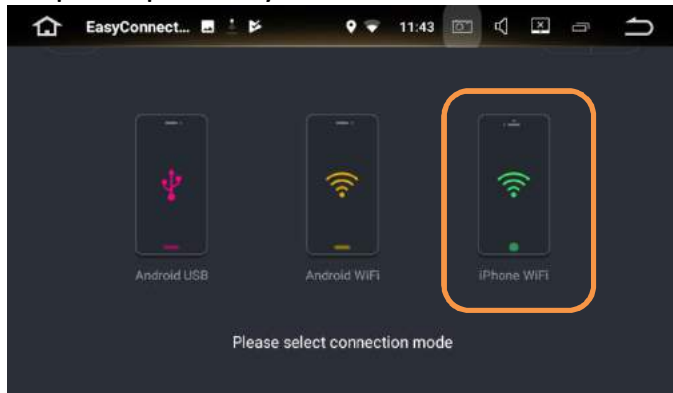 EasyConnect... 11:43
Android USB Android WiFi iPhone WiFi
Please select connection mode